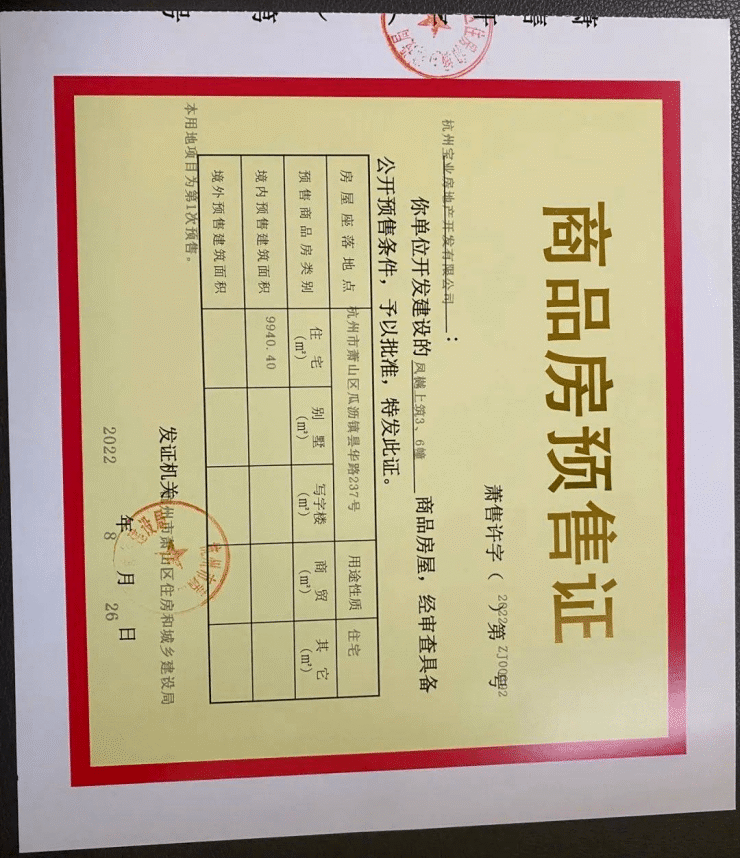 商品房预售证
萧售许字（2022）第 ZJ00 号
杭州宝业房地产开发有限公司：
你单位开发建设的 凤樾上筑3、6幢 商品房屋，经审查具备
公开预售条件，予以批准，特发此证。
房屋座落地点 杭州市萧山区瓜沥镇昙华路237号 用途性质 住宅
预售商品房类别 住宅（㎡） 别墅（㎡） 写字楼（㎡） 商贸（㎡） 其它（㎡）
境内预售建筑面积 9940.40
境外预售建筑面积
本用地项目为第1次预售。
发证机关 杭州市萧山区住房和城乡建设局
2022 年 8 月 26 日